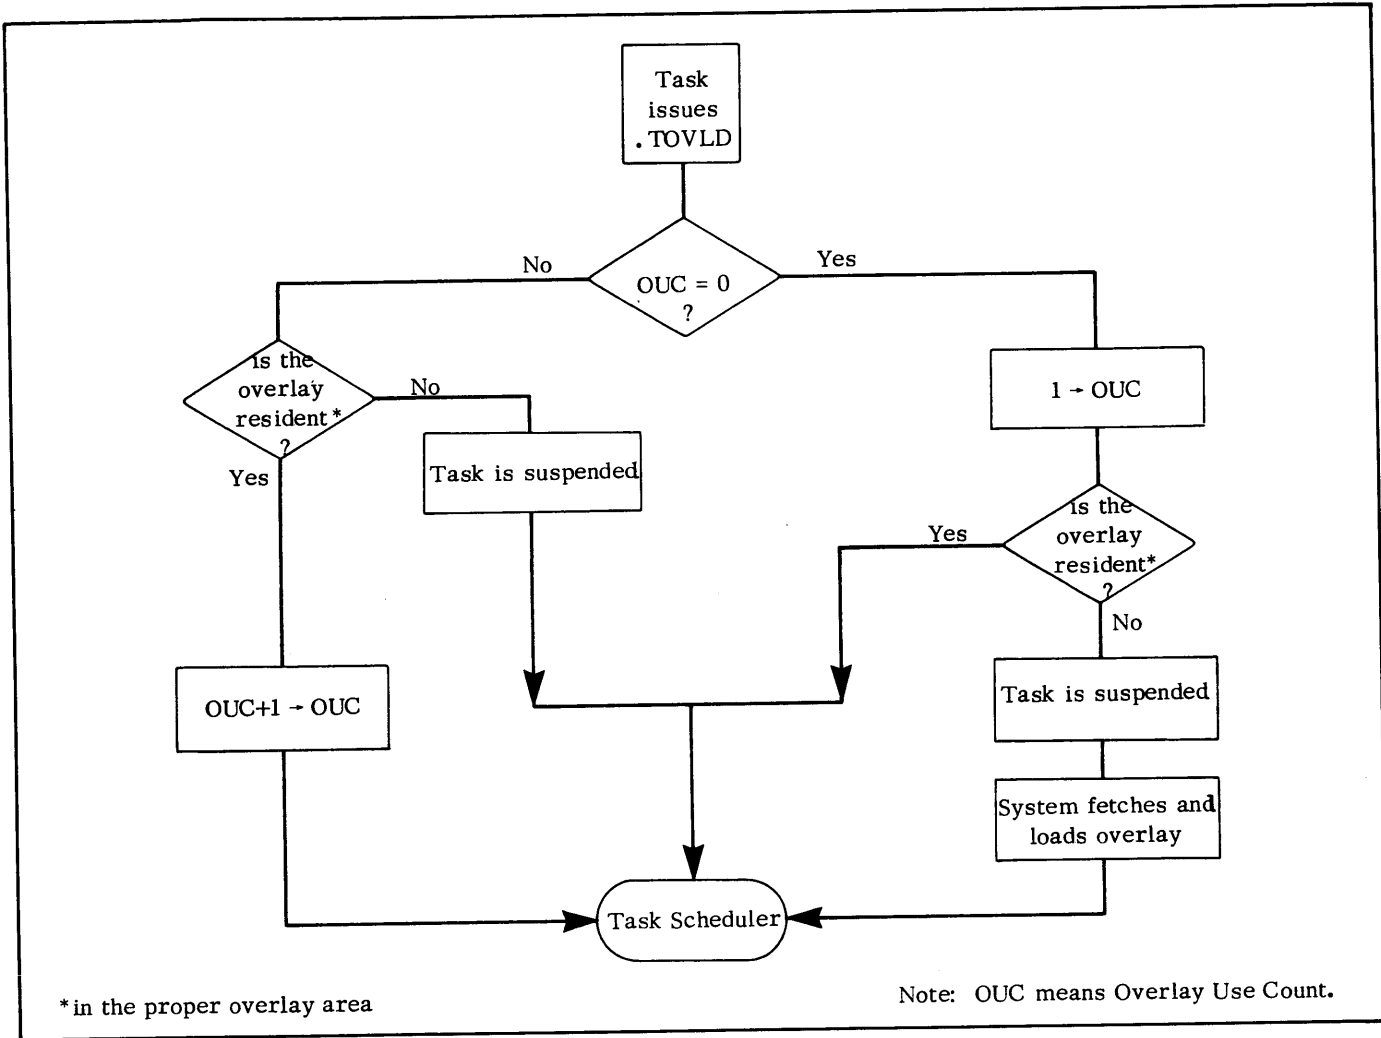 Task
issues
.TOVLD
No
Yes
OUC = 0
?
is the
overlay
resident*
?
No
Yes
Task is suspended
1 → OUC
is the
overlay
resident*
?
Yes
No
OUC+1 → OUC
Task is suspended
System fetches and
loads overlay
Task Scheduler
*in the proper overlay area
Note: OUC means Overlay Use Count.